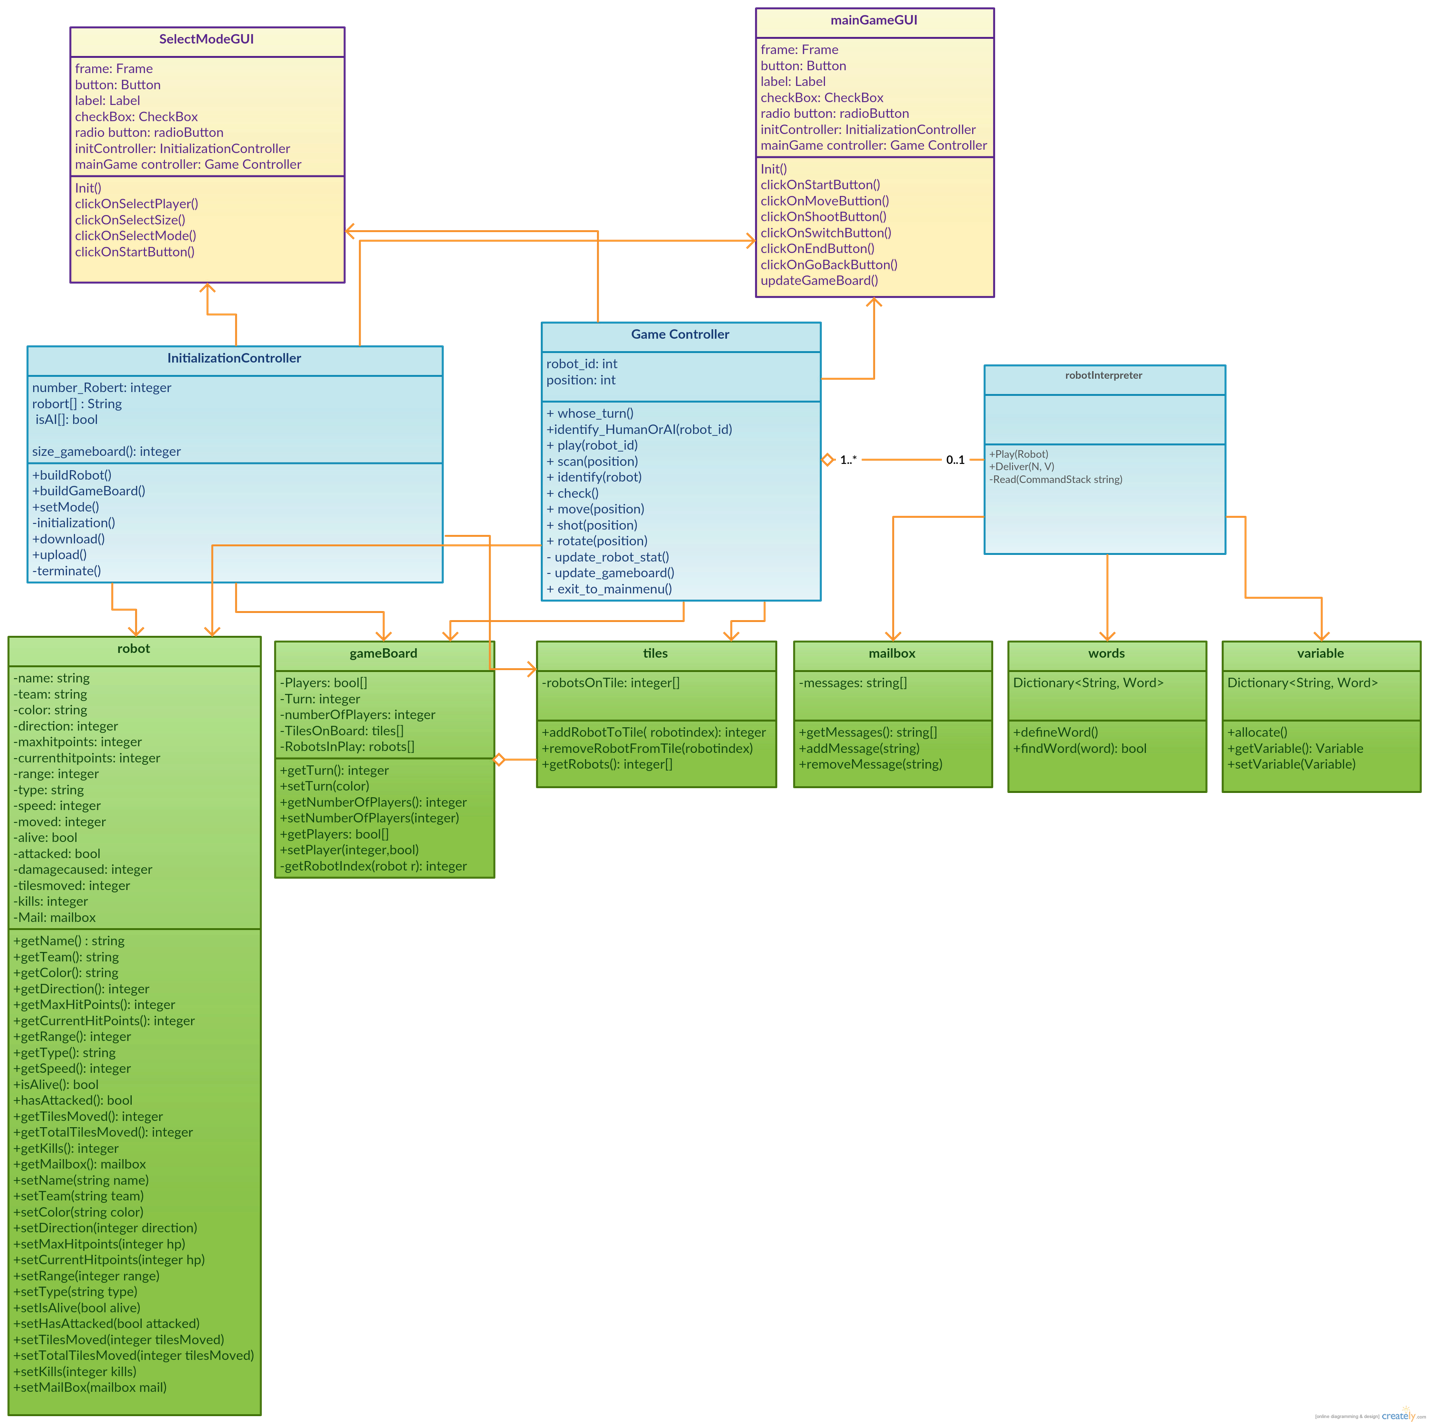 SelectModeGUI
frame: Frame
button: Button
label: Label
checkBox: CheckBox
radio button: radioButton
initController: InitializationController
mainGame controller: Game Controller
Init()
clickOnSelectPlayer()
clickOnSelectSize()
clickOnSelectMode()
clickOnStartButton()
mainGameGUI
frame: Frame
button: Button
label: Label
checkBox: CheckBox
radio button: radioButton
initController: InitializationController
mainGame controller: Game Controller
Init()
clickOnStartButton()
clickOnMoveButtion()
clickOnShootButton()
clickOnSwitchButton()
clickOnEndButton()
clickOnGoBackButton()
updateGameBoard()
InitializationController
number_Robert: integer
robort[] : String
isAI[]: bool
size_gameboard(): integer
+buildRobot()
+buildGameBoard()
+setMode()
-initialization()
+download()
+upload()
-terminate()
Game Controller
robot_id: int
position: int
+ whose_turn()
+identify_HumanOrAI(robot_id)
+ play(robot_id)
+ scan(position)
+ identify(robot)
+ check()
+ move(position)
+ shot(position)
+ rotate(position)
- update_robot_stat()
- update_gameboard()
+ exit_to_mainmenu()
1..*
0..1
robotInterpreter
+Play(Robot)
+Deliver(N, V)
-Read(CommandStack string)
robot
-name: string
-team: string
-color: string
-direction: integer
-maxhitpoints: integer
-currenthitpoints: integer
-range: integer
-type: string
-speed: integer
-moved: integer
-alive: bool
-attacked: bool
-damagecaused: integer
-tilesmoved: integer
-kills: integer
-Mail: mailbox
+getName() : string
+getTeam(): string
+getColor(): string
+getDirection(): integer
+getMaxHitPoints(): integer
+getCurrentHitPoints(): integer
+getRange(): integer
+getType(): string
+getSpeed(): integer
+isAlive(): bool
+hasAttacked(): bool
+getTilesMoved(): integer
+getTotalTilesMoved(): integer
+getKills(): integer
+getMailbox(): mailbox
+setName(string name)
+setTeam(string team)
+setColor(string color)
+setDirection(integer direction)
+setMaxHitpoints(integer hp)
+setCurrentHitpoints(integer hp)
+setRange(integer range)
+setType(string type)
+setIsAlive(bool alive)
+setHasAttacked(bool attacked)
+setTilesMoved(integer tilesMoved)
+setTotalTilesMoved(integer tilesMoved)
+setKills(integer kills)
+setMailBox(mailbox mail)
gameBoard
-Players: bool[]
-Turn: integer
-numberOfPlayers: integer
-TilesOnBoard: tiles[]
-RobotsInPlay: robots[]
+getTurn(): integer
+setTurn(color)
+getNumberOfPlayers(): integer
+setNumberOfPlayers(integer)
+getPlayers: bool[]
+setPlayer(integer,bool)
-getRobotIndex(robot r): integer
tiles
-robotsOnTile: integer[]
+addRobotToTile( robotindex): integer
+removeRobotFromTile(robotindex)
+getRobots(): integer[]
mailbox
-messages: string[]
+getMessages(): string[]
+addMessage(string)
+removeMessage(string)
words
Dictionary<String, Word>
+defineWord()
+findWord(word): bool
variable
Dictionary<String, Word>
+allocate()
+getVariable(): Variable
+setVariable(Variable)
[online diagramming & design] creately.com